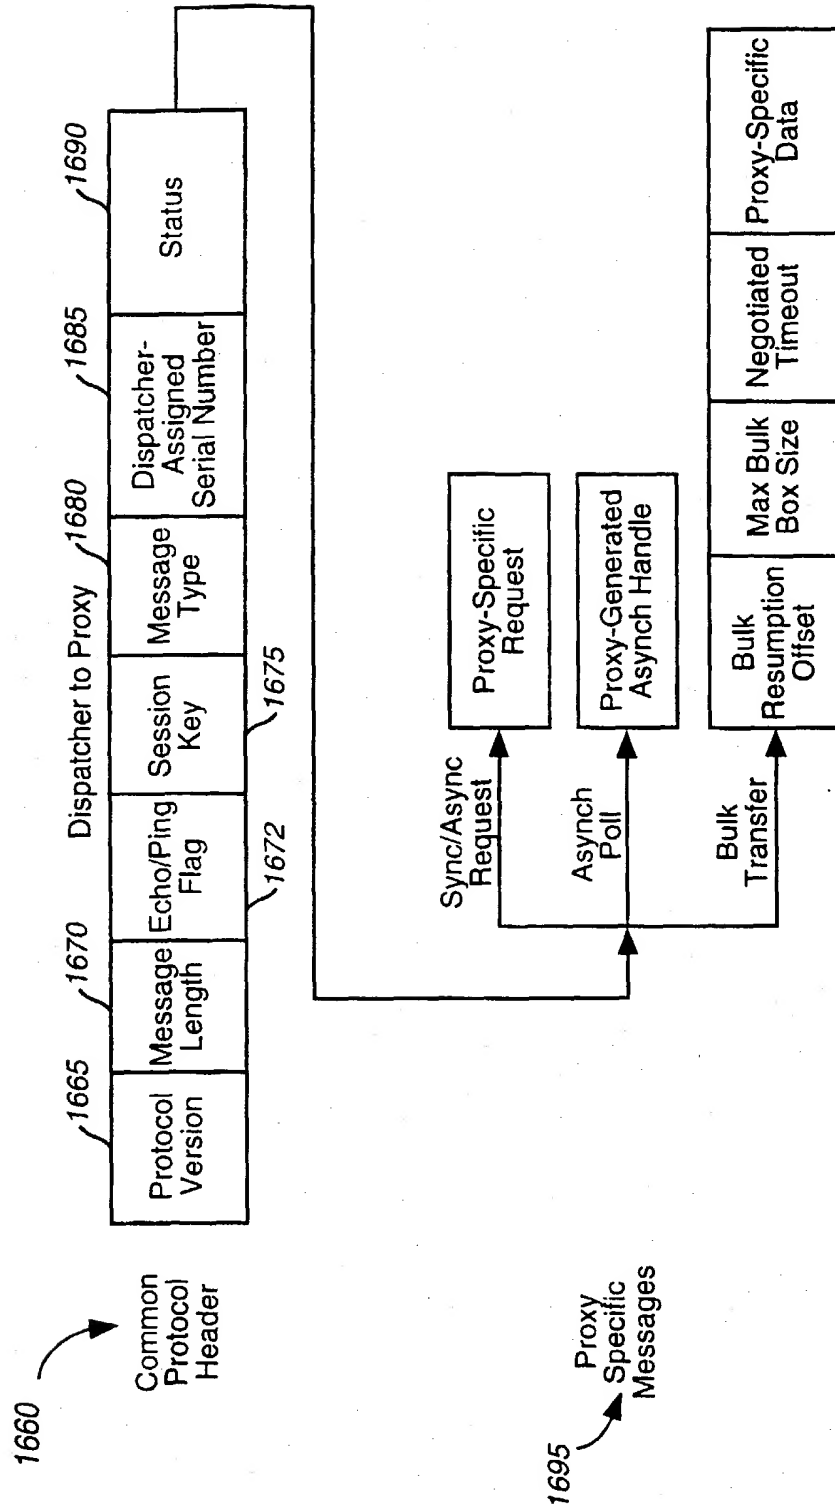 Dispatcher to Proxy
1660
Common
Protocol
Header
1665
1670
1680
1685
1690
Protocol
Version
Message
Length
Echo/Ping
Flag
Session
Key
Message
Type
Dispatcher-
Assigned
Serial Number
Status
1672
1675
1695
Proxy
Specific
Messages
Sync/Async
Request
Proxy-Specific
Request
Asynch
Poll
Proxy-Generated
Asynch Handle
Bulk
Transfer
Bulk
Resumption
Offset
Max Bulk
Box Size
Negotiated
Timeout
Proxy-Specific
Data